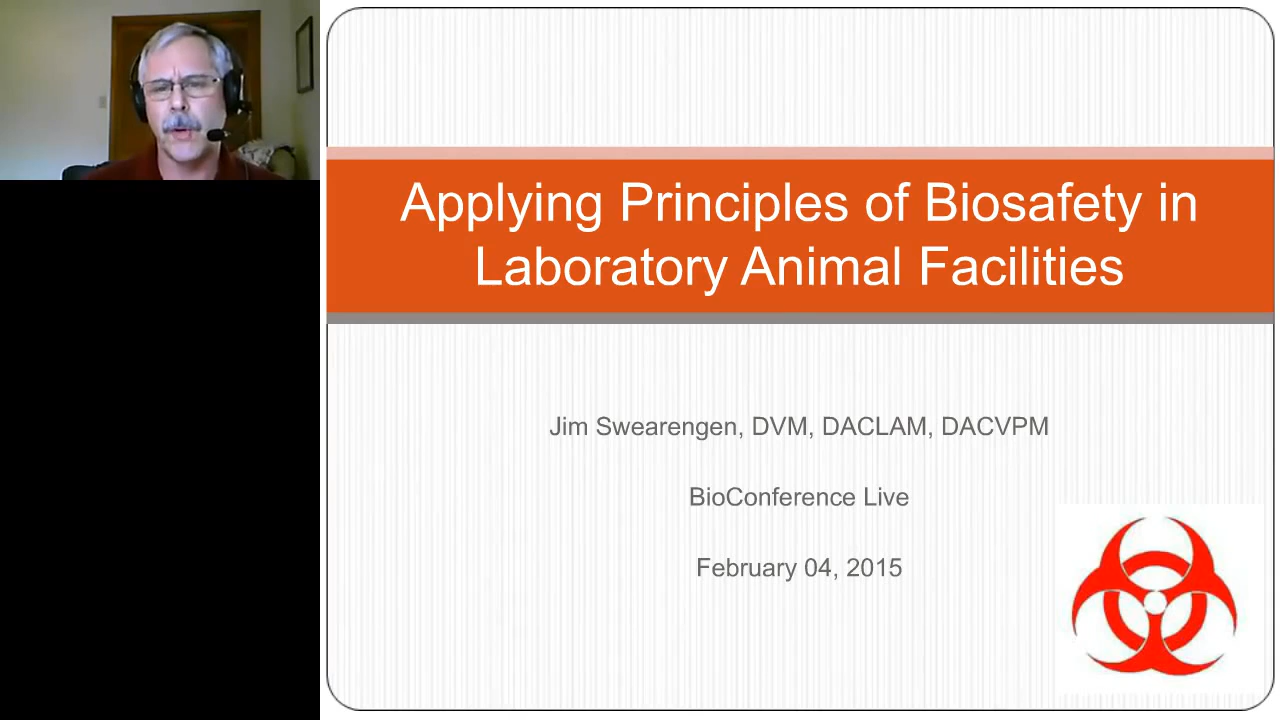 Applying Principles of Biosafety in
Laboratory Animal Facilities
Jim Swearengen, DVM, DACLAM, DACVPM
BioConference Live
February 04, 2015